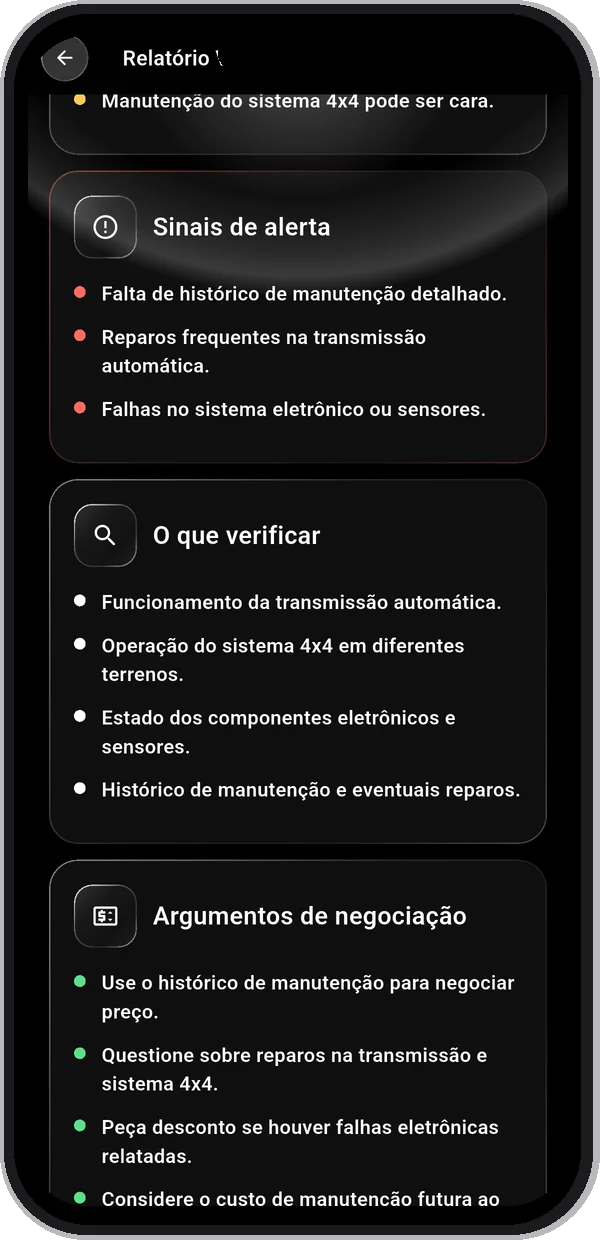 Relatório
Manutenção do sistema 4x4 pode ser cara.
Sinais de alerta
Falta de histórico de manutenção detalhado.
Reparos frequentes na transmissão
automática.
Falhas no sistema eletrônico ou sensores.
O que verificar
Funcionamento da transmissão automática.
Operação do sistema 4x4 em diferentes
terrenos.
Estado dos componentes eletrônicos e
sensores.
Histórico de manutenção e eventuais reparos.
Argumentos de negociação
Use o histórico de manutenção para negociar
preço.
Questione sobre reparos na transmissão e
sistema 4x4.
Peça desconto se houver falhas eletrônicas
relatadas.
Considere o custo de manutenção futura ao